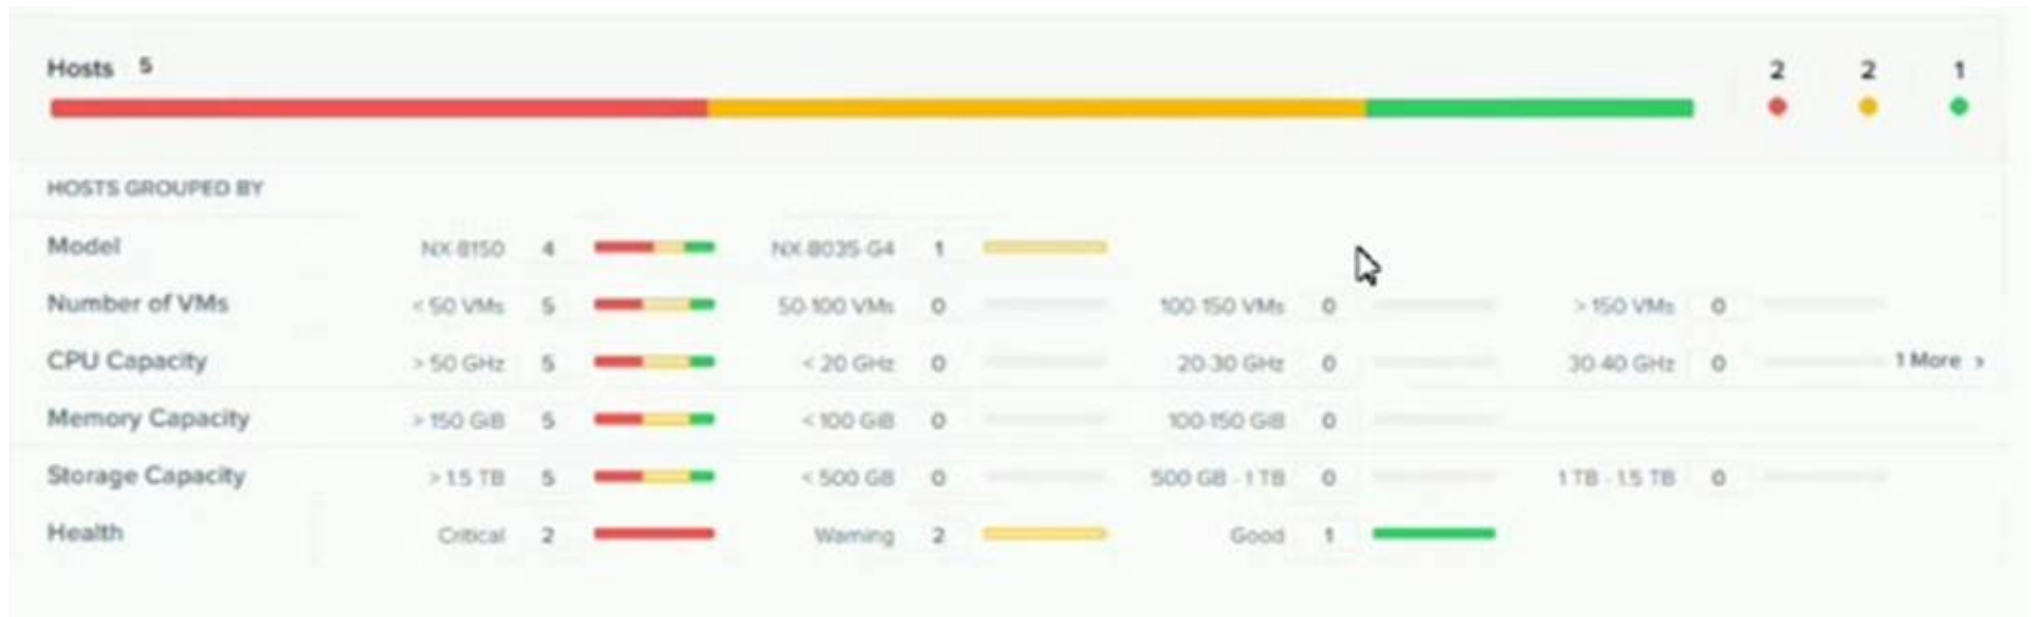 Hosts 5 2 2 1
HOSTS GROUPED BY
Model NX-8150 4 NX-8035-G4 1
Number of VMs < 50 VMs 5 50-100 VMs 0 100-150 VMs 0 > 150 VMs 0
CPU Capacity > 50 GHz 5 < 20 GHz 0 20-30 GHz 0 30-40 GHz 0 1 More >
Memory Capacity > 150 GiB 5 < 100 GiB 0 100-150 GiB 0
Storage Capacity > 1.5 TB 5 < 500 GB 0 500 GB - 1 TB 0 1 TB - 1.5 TB 0
Health Critical 2 Warning 2 Good 1